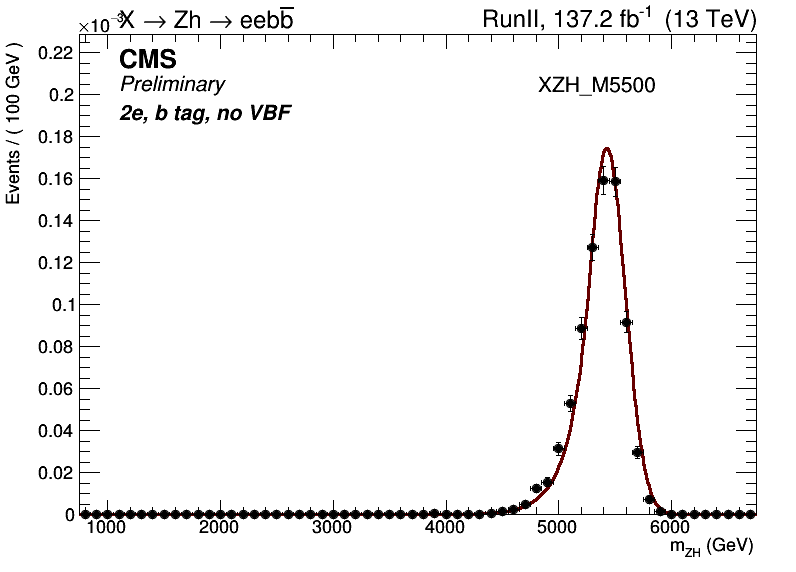 ×10⁻³ X → Zh → eebb̅ RunII, 137.2 fb⁻¹ (13 TeV)
CMS
Preliminary
2e, b tag, no VBF
XZH_M5500
Events / ( 100 GeV )
0.22
0.2
0.18
0.16
0.14
0.12
0.1
0.08
0.06
0.04
0.02
0
1000 2000 3000 4000 5000 6000
m_ZH (GeV)